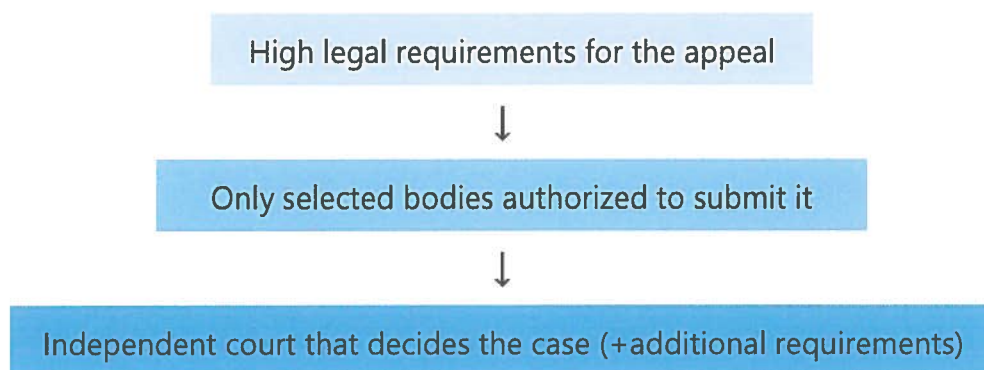 High legal requirements for the appeal
↓
Only selected bodies authorized to submit it
↓
Independent court that decides the case (+additional requirements)